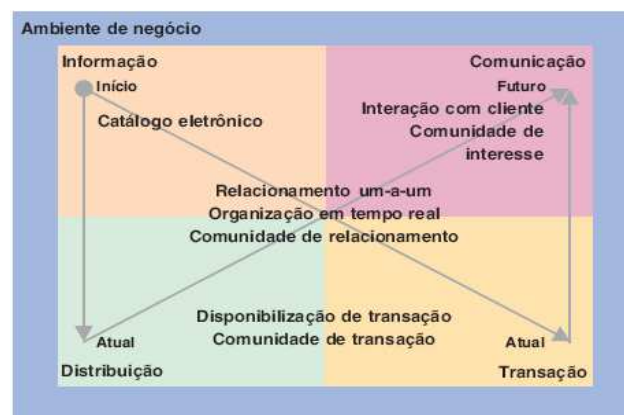 Ambiente de negócio
Informação
Início
Catálogo eletrônico
Comunicação
Futuro
Interação com cliente
Comunidade de
interesse
Relacionamento um-a-um
Organização em tempo real
Comunidade de relacionamento
Disponibilização de transação
Comunidade de transação
Atual
Distribuição
Atual
Transação